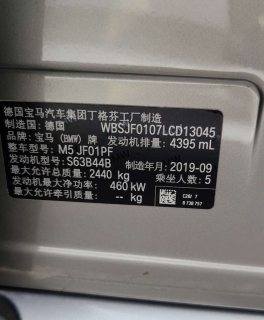 德国宝马汽车集团丁格芬工厂制造
制造国：德国 WBSJF0107LCD13045
品牌：宝马(BMW)牌 发动机排量：4395 mL
整车型号：M5 JF01PF
发动机型号：S63B44B 制造年月：2019-09
最大允许总质量：2440 kg 乘坐人数：5
发动机最大净功率：460 kW
最大允许牵引质量：-- kg